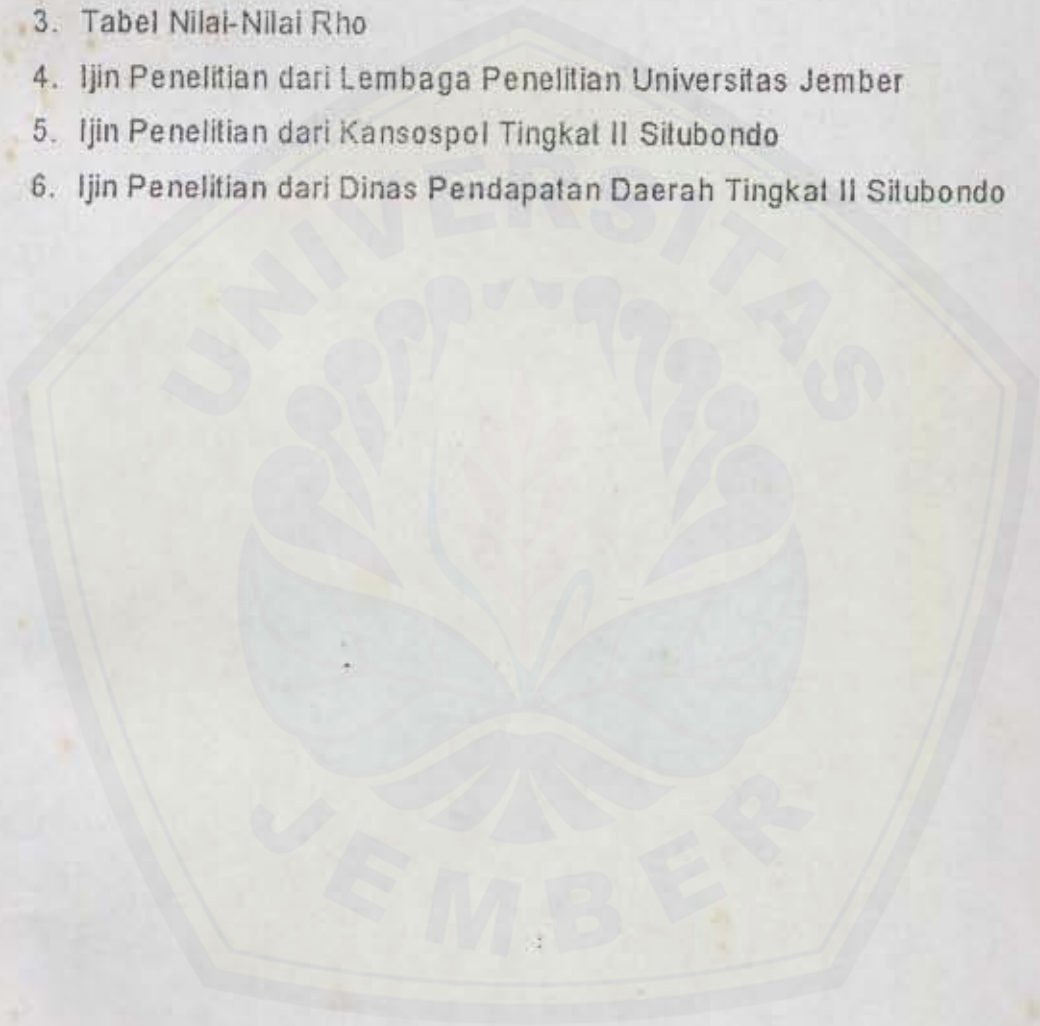 3. Tabel Nilai-Nilai Rho
4. Ijin Penelitian dari Lembaga Penelitian Universitas Jember
5. Ijin Penelitian dari Kansospol Tingkat II Situbondo
6. Ijin Penelitian dari Dinas Pendapatan Daerah Tingkat II Situbondo
UNIVERSITAS
JEMBER